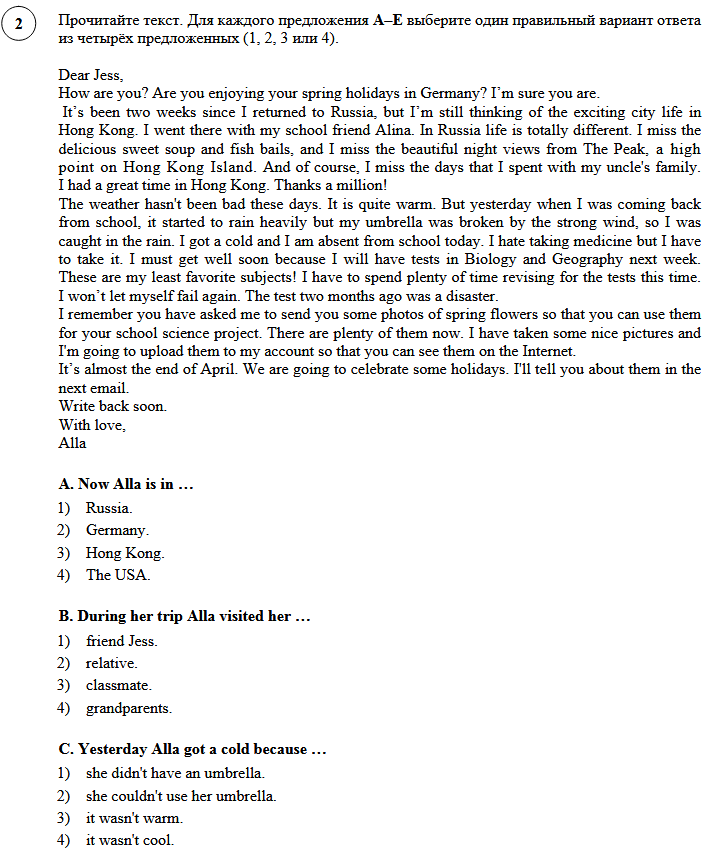 2
Прочитайте текст. Для каждого предложения A–E выберите один правильный вариант ответа
из четырёх предложенных (1, 2, 3 или 4).
Dear Jess,
How are you? Are you enjoying your spring holidays in Germany? I’m sure you are.
It’s been two weeks since I returned to Russia, but I’m still thinking of the exciting city life in
Hong Kong. I went there with my school friend Alina. In Russia life is totally different. I miss the
delicious sweet soup and fish bails, and I miss the beautiful night views from The Peak, a high
point on Hong Kong Island. And of course, I miss the days that I spent with my uncle's family.
I had a great time in Hong Kong. Thanks a million!
The weather hasn't been bad these days. It is quite warm. But yesterday when I was coming back
from school, it started to rain heavily but my umbrella was broken by the strong wind, so I was
caught in the rain. I got a cold and I am absent from school today. I hate taking medicine but I have
to take it. I must get well soon because I will have tests in Biology and Geography next week.
These are my least favorite subjects! I have to spend plenty of time revising for the tests this time.
I won’t let myself fail again. The test two months ago was a disaster.
I remember you have asked me to send you some photos of spring flowers so that you can use them
for your school science project. There are plenty of them now. I have taken some nice pictures and
I'm going to upload them to my account so that you can see them on the Internet.
It’s almost the end of April. We are going to celebrate some holidays. I'll tell you about them in the
next email.
Write back soon.
With love,
Alla
A. Now Alla is in …
1) Russia.
2) Germany.
3) Hong Kong.
4) The USA.
B. During her trip Alla visited her …
1) friend Jess.
2) relative.
3) classmate.
4) grandparents.
C. Yesterday Alla got a cold because …
1) she didn't have an umbrella.
2) she couldn't use her umbrella.
3) it wasn't warm.
4) it wasn't cool.